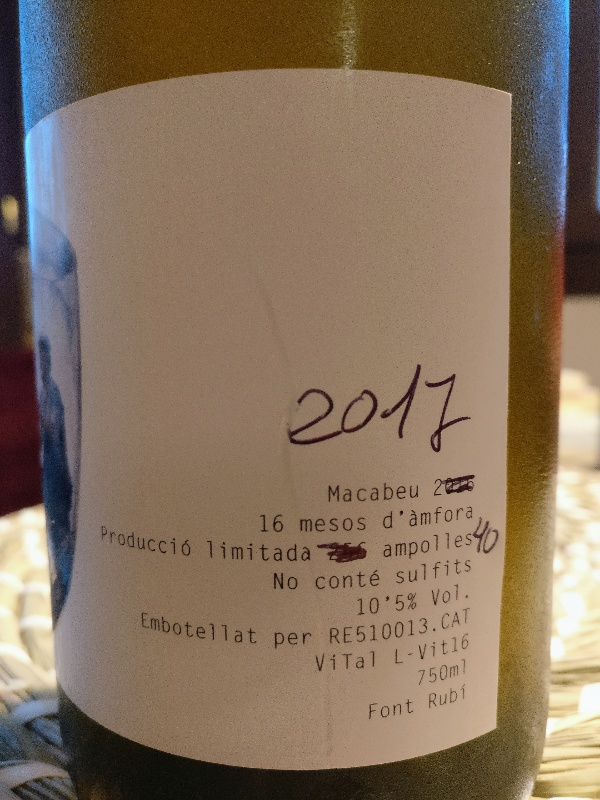 2017
Macabeu
16 mesos d'àmfora
Producció limitada ampolles 40
No conté sulfits
10'5% Vol.
Embotellat per RE510013.CAT
ViTal L-Vit16
750ml
Font Rubí